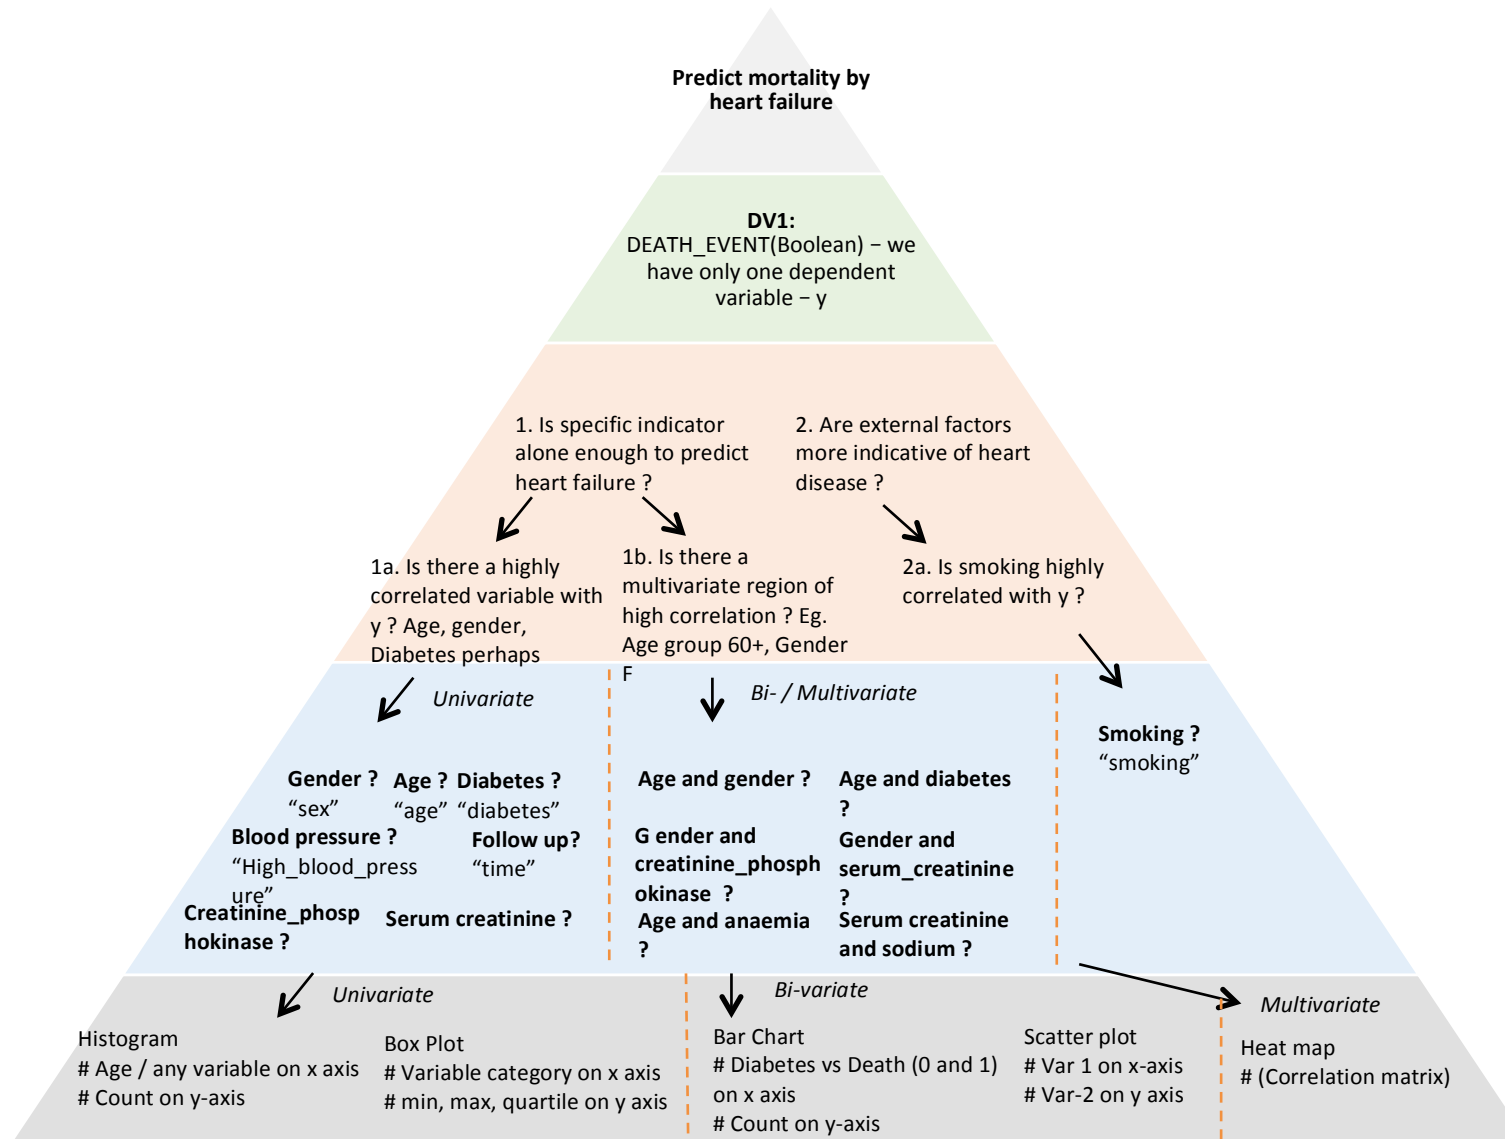 Predict mortality by
heart failure
DV1:
DEATH_EVENT(Boolean) − we
have only one dependent
variable − y
1. Is specific indicator
alone enough to predict
heart failure ?
2. Are external factors
more indicative of heart
disease ?
1a. Is there a highly
correlated variable with
y ? Age, gender,
Diabetes perhaps
1b. Is there a
multivariate region of
high correlation ? Eg.
Age group 60+, Gender
F
2a. Is smoking highly
correlated with y ?
Univariate
Bi- / Multivariate
Gender ?
“sex”
Age ?
“age”
Diabetes ?
“diabetes”
Blood pressure ?
“High_blood_press
ure”
Follow up?
“time”
Creatinine_phosp
hokinase ?
Serum creatinine ?
Age and gender ?
Age and diabetes
?
G ender and
creatinine_phosph
okinase ?
Gender and
serum_creatinine
?
Age and anaemia
?
Serum creatinine
and sodium ?
Smoking ?
“smoking”
Univariate
Bi-variate
Multivariate
Histogram
# Age / any variable on x axis
# Count on y-axis
Box Plot
# Variable category on x axis
# min, max, quartile on y axis
Bar Chart
# Diabetes vs Death (0 and 1)
on x axis
# Count on y-axis
Scatter plot
# Var 1 on x-axis
# Var-2 on y axis
Heat map
# (Correlation matrix)